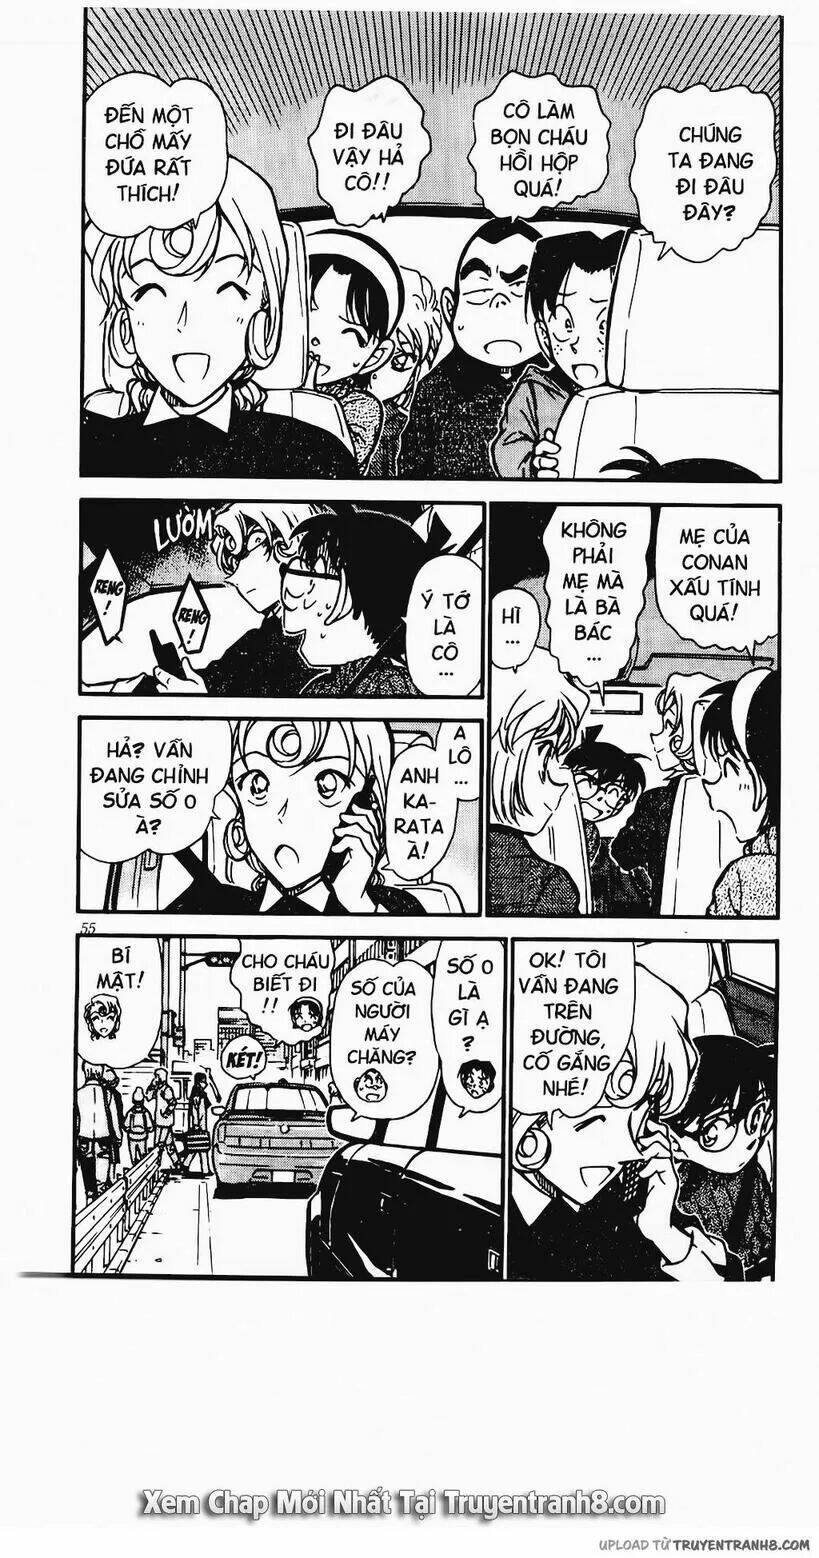 CHÚNG
TA ĐANG
ĐI ĐÂU
ĐÂY?
CÔ LÀM
BỌN CHÁU
HỒI HỘP
QUÁ!
ĐI ĐÂU
VẬY HẢ
CÔ!!
ĐẾN MỘT
CHỖ MẤY
ĐỨA RẤT
THÍCH!
MẸ CỦA
CONAN
XẤU TÍNH
QUÁ!
KHÔNG
PHẢI
MẸ MÀ
LÀ BÀ
BÁC
...
HÌ
...
Ý TỚ
LÀ
CÔ
...
LƯỜM
RENG
!
RENG
!
A
LÔ
...
ANH
KA-
RATA
À!
HẢ? VẪN
ĐANG CHỈNH
SỬA SỐ 0
À?
55
OK! TÔI
VẪN ĐANG
TRÊN
ĐƯỜNG,
CỐ GẮNG
NHÉ!
SỐ 0
LÀ
GÌ Ạ
?
SỐ CỦA
NGƯỜI
MÁY
CHĂNG?
CHO CHÁU
BIẾT ĐI
!!
KÉT!
BÍ
MẬT!
Xem Chap Mới Nhất Tại Truyentranh8.com
UPLOAD TỪ TRUYENTRANH8.COM